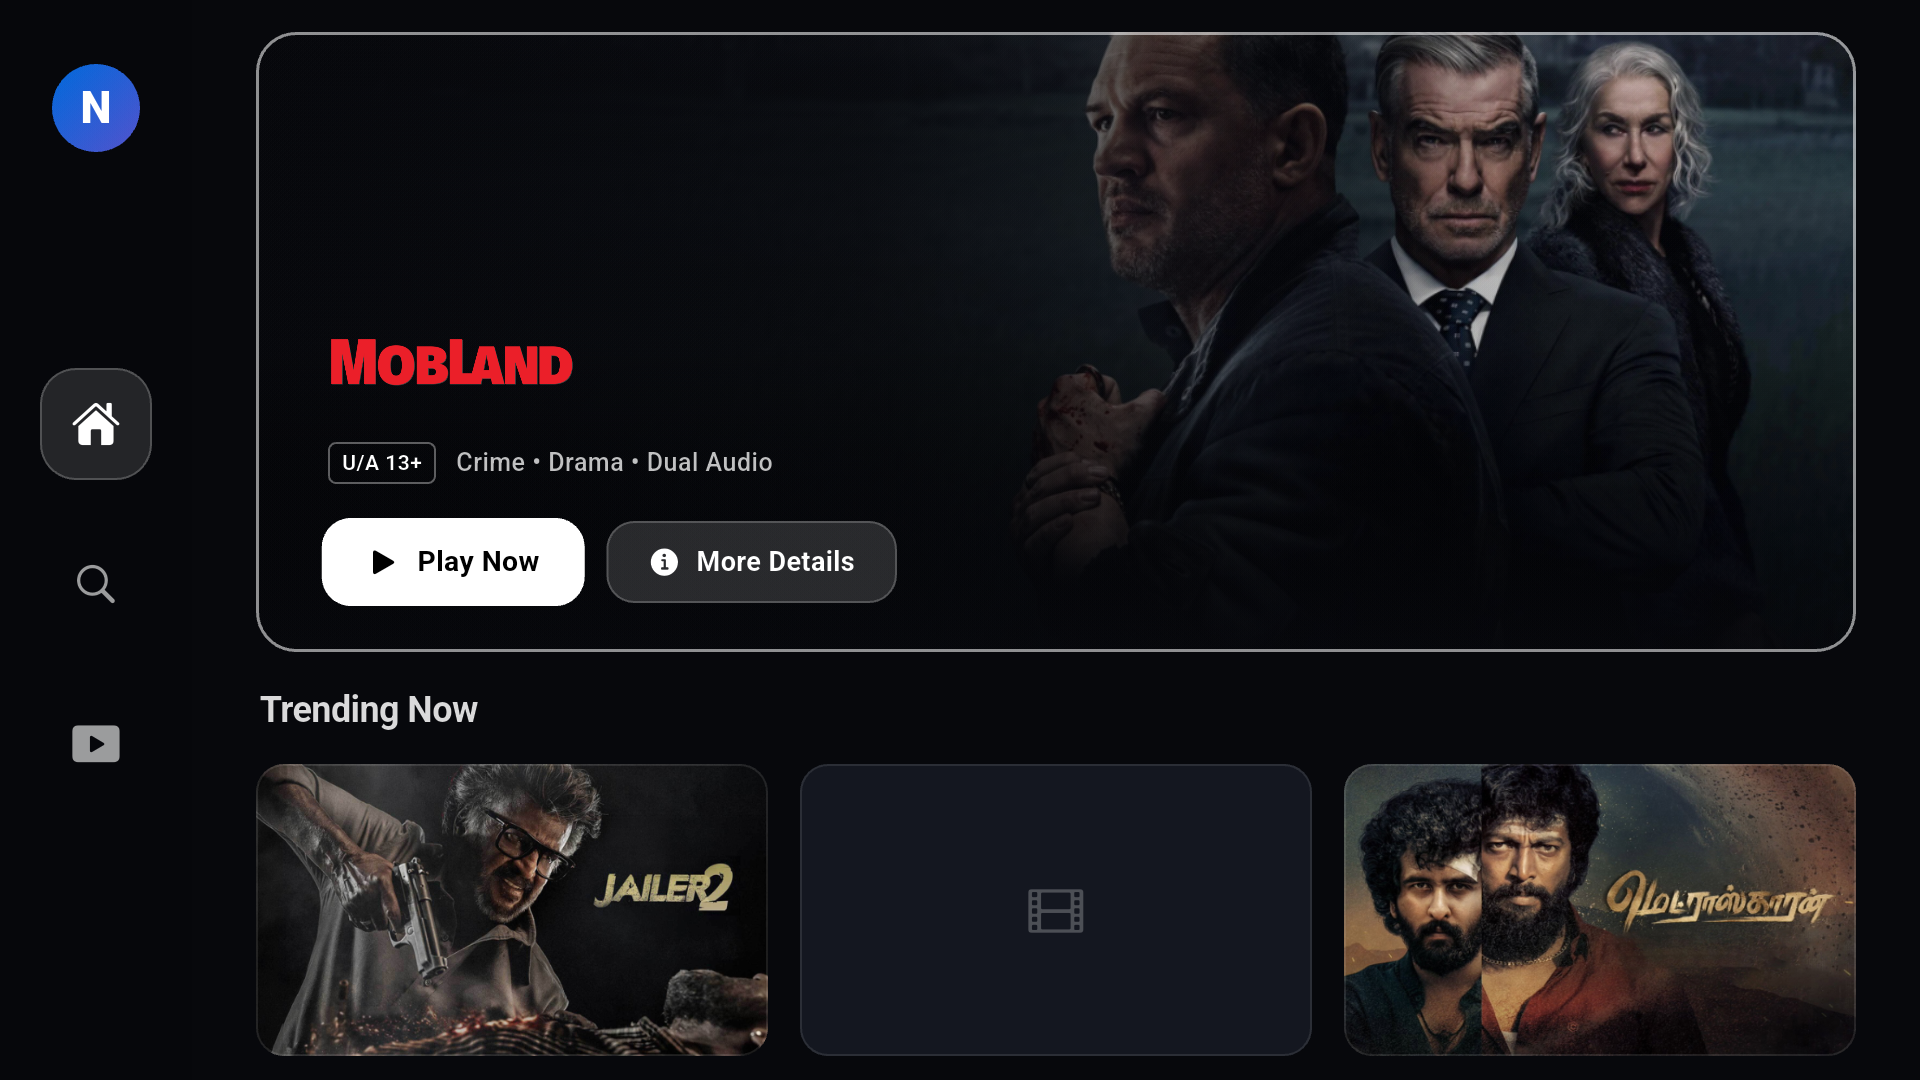 N
MOBLAND
U/A 13+ Crime • Drama • Dual Audio
Play Now
More Details
Trending Now
JAILER2
மெட்ராஸ்காரன்